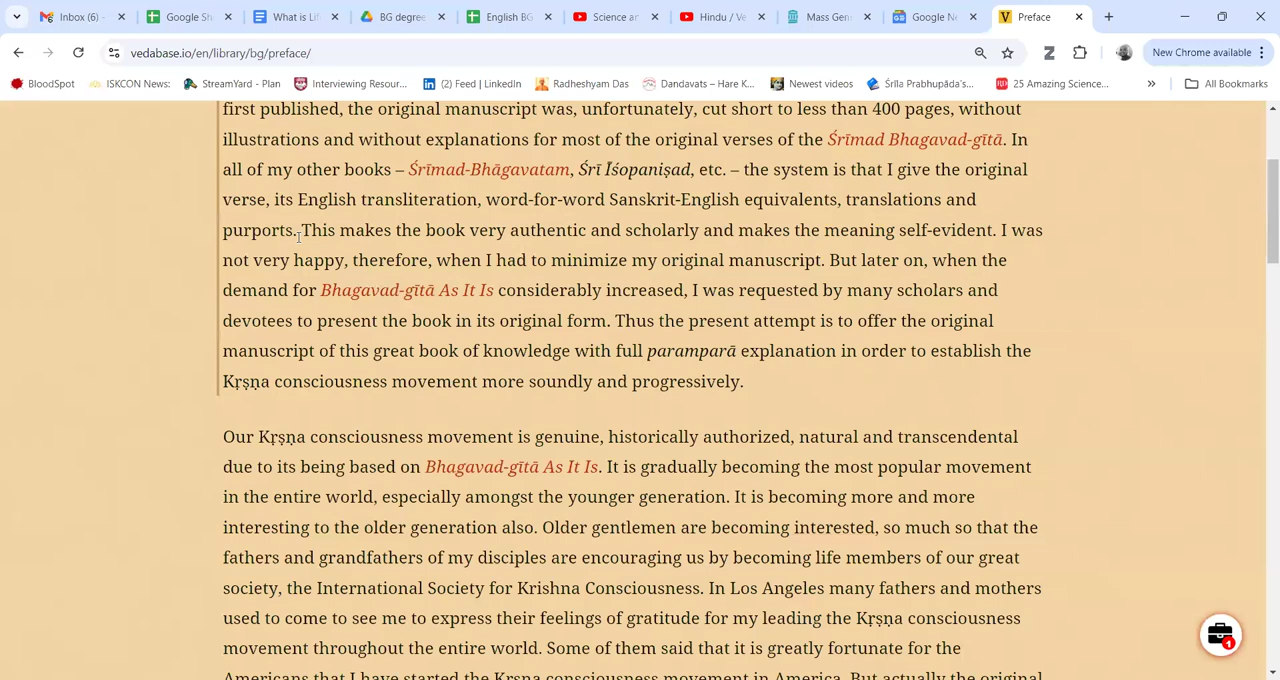 Inbox (6) -
Google Sh
What is Lif
BG degree
English BG
Science an
Hindu / Ve
Mass Gen
Google Ne
Preface
vedabase.io/en/library/bg/preface/
New Chrome available
BloodSpot
ISKCON News:
StreamYard - Plan
Interviewing Resour...
(2) Feed | LinkedIn
Radheshyam Das
Dandavats – Hare K...
Newest videos
Śrīla Prabhupāda's...
25 Amazing Science...
All Bookmarks
first published, the original manuscript was, unfortunately, cut short to less than 400 pages, without
illustrations and without explanations for most of the original verses of the Śrīmad Bhagavad-gītā. In
all of my other books – Śrīmad-Bhāgavatam, Śrī Īśopaniṣad, etc. – the system is that I give the original
verse, its English transliteration, word-for-word Sanskrit-English equivalents, translations and
purports. This makes the book very authentic and scholarly and makes the meaning self-evident. I was
not very happy, therefore, when I had to minimize my original manuscript. But later on, when the
demand for Bhagavad-gītā As It Is considerably increased, I was requested by many scholars and
devotees to present the book in its original form. Thus the present attempt is to offer the original
manuscript of this great book of knowledge with full paramparā explanation in order to establish the
Kṛṣṇa consciousness movement more soundly and progressively.
Our Kṛṣṇa consciousness movement is genuine, historically authorized, natural and transcendental
due to its being based on Bhagavad-gītā As It Is. It is gradually becoming the most popular movement
in the entire world, especially amongst the younger generation. It is becoming more and more
interesting to the older generation also. Older gentlemen are becoming interested, so much so that the
fathers and grandfathers of my disciples are encouraging us by becoming life members of our great
society, the International Society for Krishna Consciousness. In Los Angeles many fathers and mothers
used to come to see me to express their feelings of gratitude for my leading the Kṛṣṇa consciousness
movement throughout the entire world. Some of them said that it is greatly fortunate for the
Americans that I have started the Kṛṣṇa consciousness movement in America. But actually the original
1